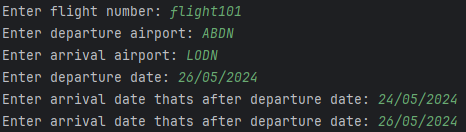 Enter flight number: flight101
Enter departure airport: ABDN
Enter arrival airport: LODN
Enter departure date: 26/05/2024
Enter arrival date thats after departure date: 24/05/2024
Enter arrival date thats after departure date: 26/05/2024